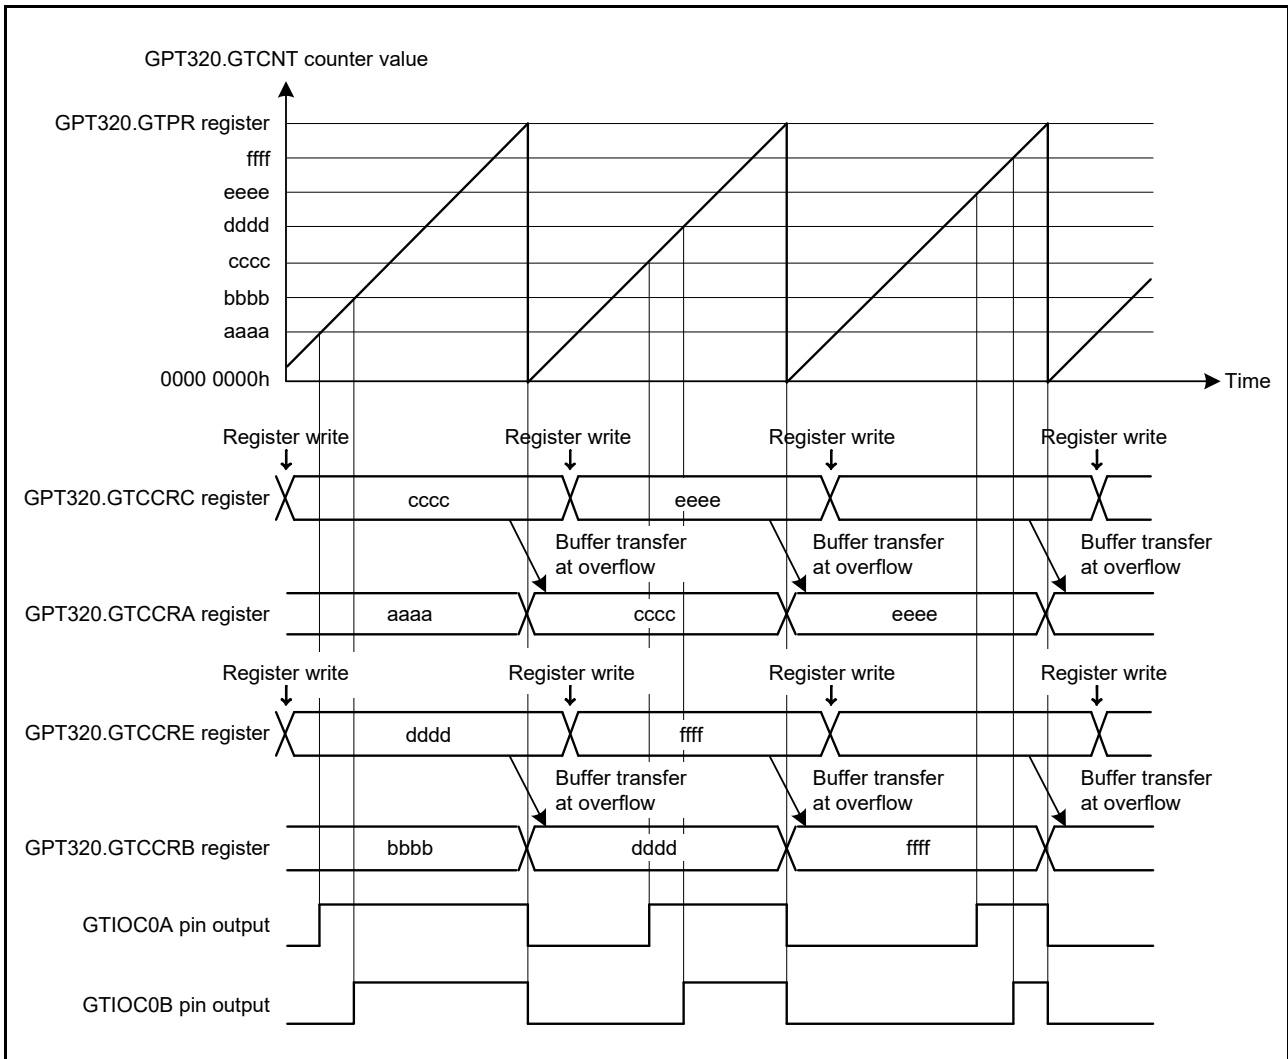 GPT320.GTCNT counter value
GPT320.GTPR register
ffff
eeee
dddd
cccc
bbbb
aaaa
0000 0000h
Time
Register write Register write Register write Register write
GPT320.GTCCRC register cccc eeee
Buffer transfer Buffer transfer Buffer transfer
at overflow at overflow at overflow
GPT320.GTCCRA register aaaa cccc eeee
Register write Register write Register write Register write
GPT320.GTCCRE register dddd ffff
Buffer transfer Buffer transfer Buffer transfer
at overflow at overflow at overflow
GPT320.GTCCRB register bbbb dddd ffff
GTIOC0A pin output
GTIOC0B pin output